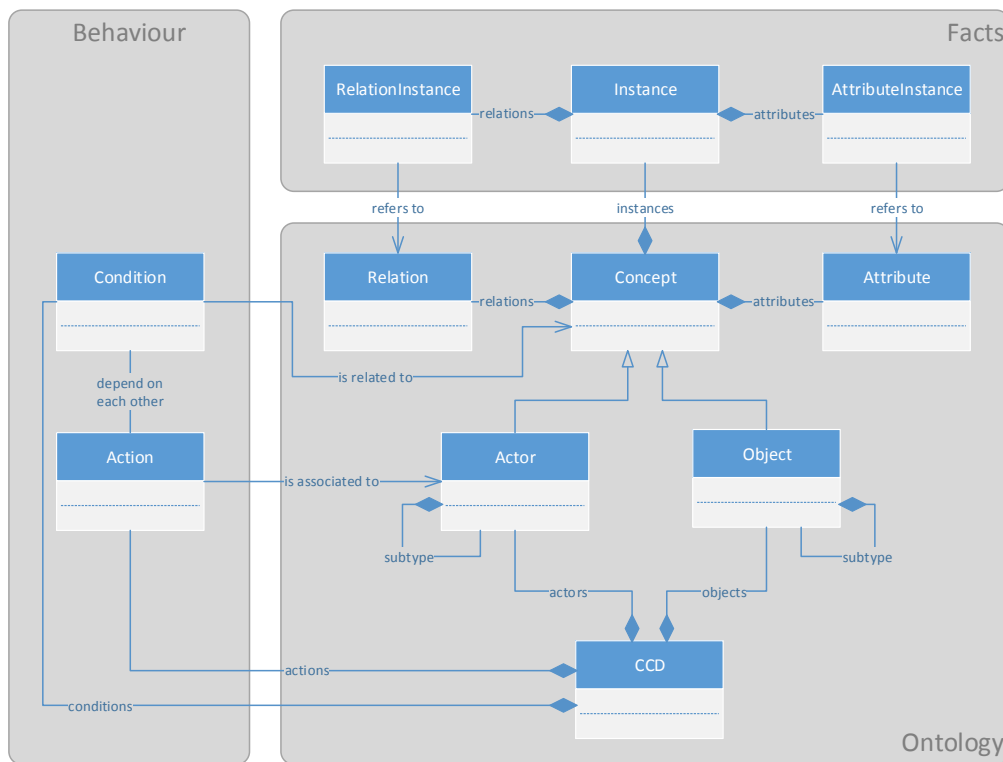 Behaviour
Facts
RelationInstance
Instance
AttributeInstance
relations
attributes
refers to
instances
refers to
Condition
Relation
Concept
Attribute
relations
attributes
is related to
depend on
each other
Action
Actor
Object
is associated to
subtype
subtype
actors
objects
CCD
actions
conditions
Ontology